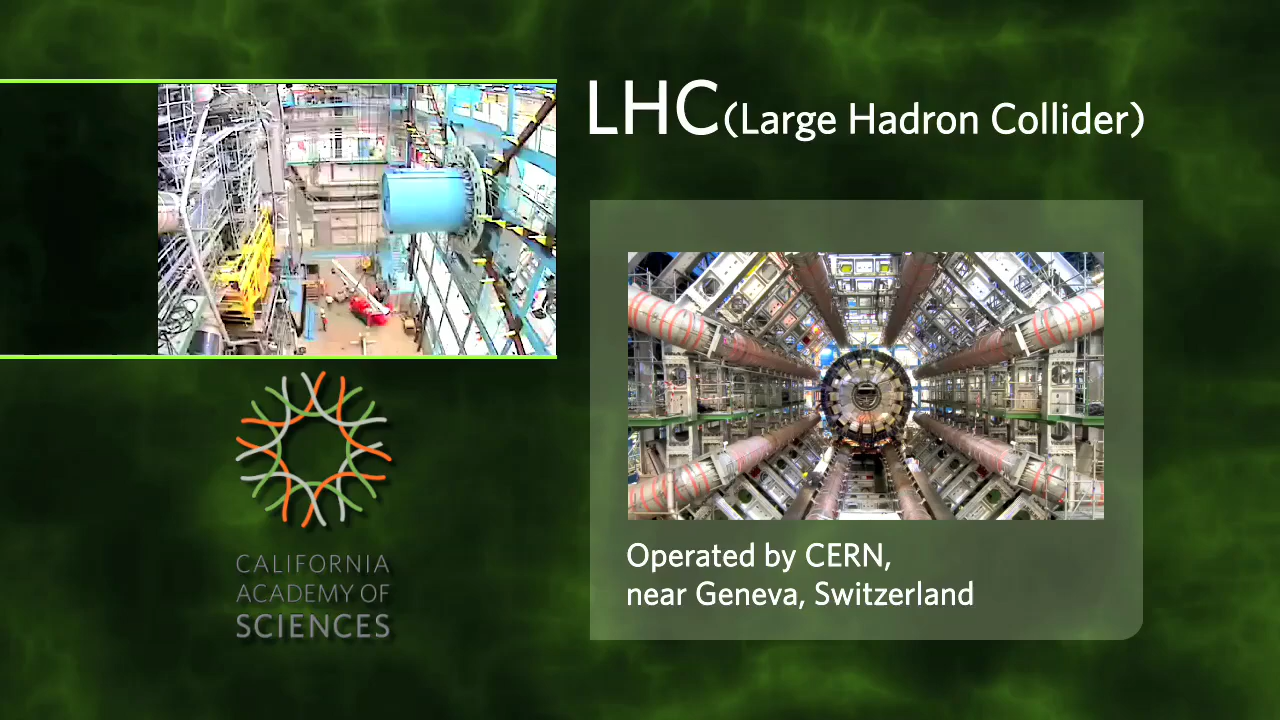 LHC (Large Hadron Collider)
Operated by CERN,
near Geneva, Switzerland
CALIFORNIA
ACADEMY OF
SCIENCES